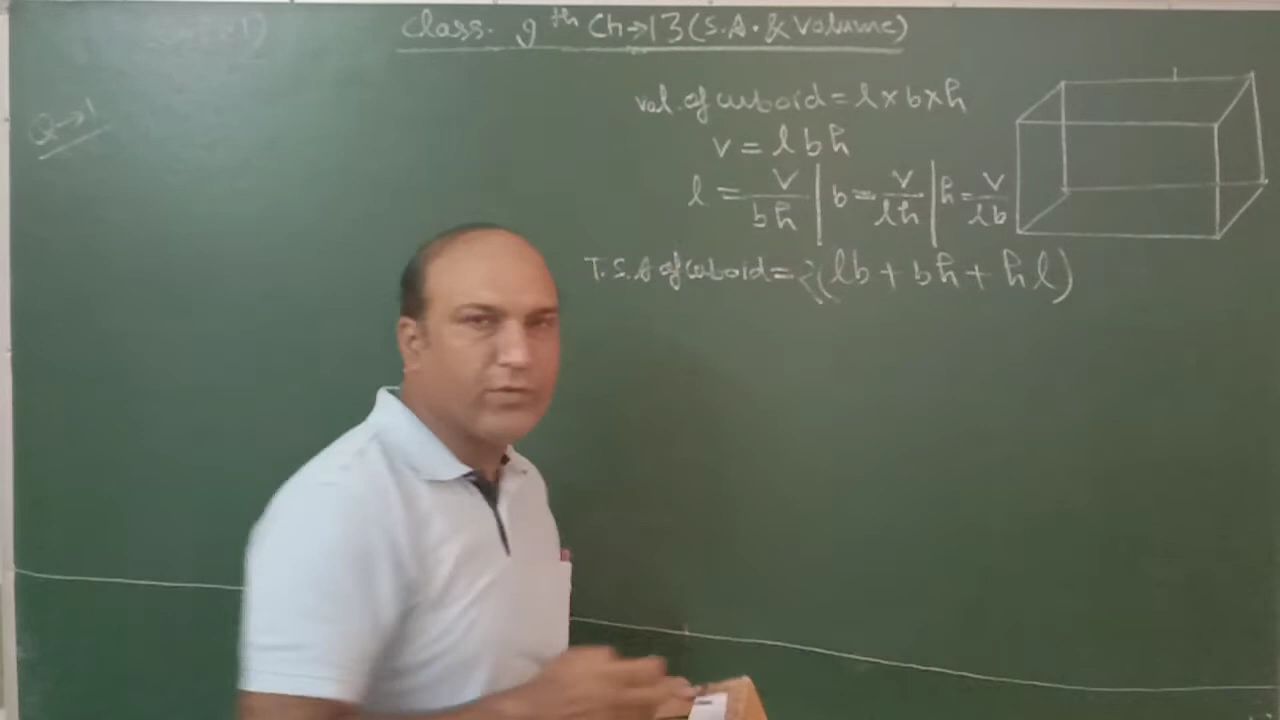 Class. 9th Ch→13 (S.A. & Volume)
Q→1
vol. of cuboid = l×b×h
v = l b h
l = v/bh | b = v/lh | h = v/lb
T.S.A of cuboid = 2(lb + bh + hl)